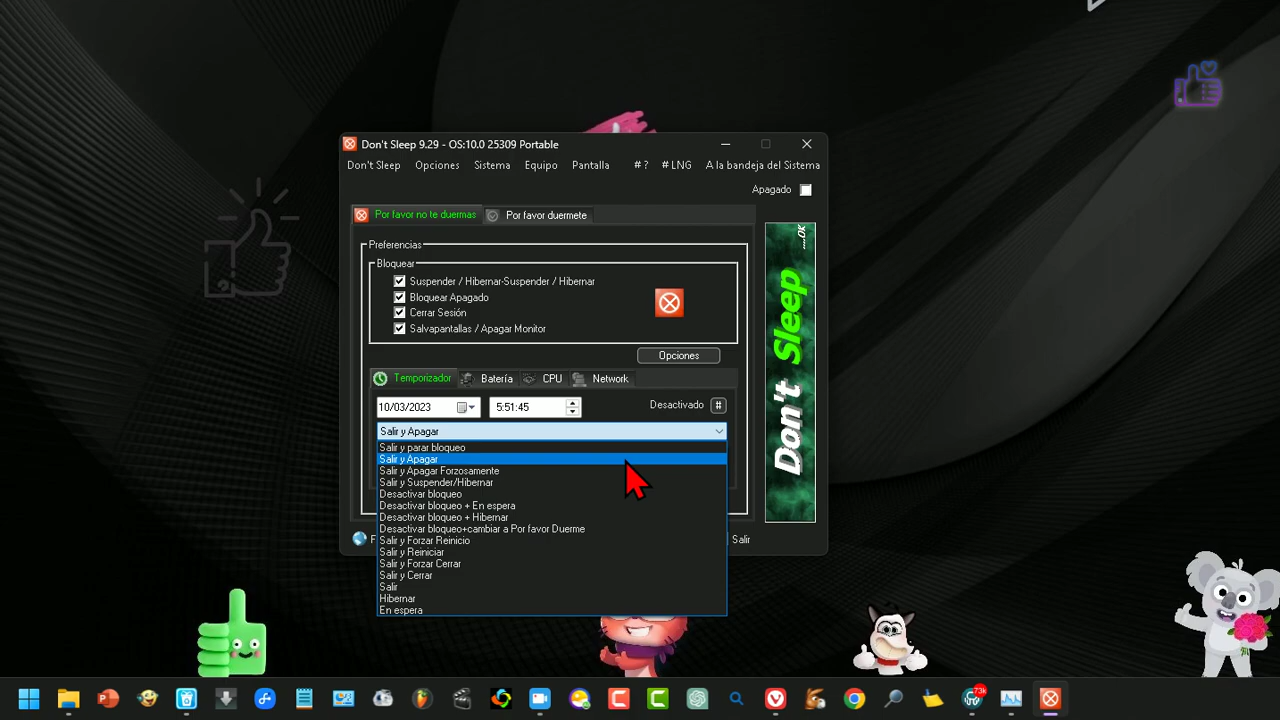 Don't Sleep 9.29 - OS:10.0 25309 Portable
Don't Sleep Opciones Sistema Equipo Pantalla # ? # LNG A la bandeja del Sistema
Apagado
Por favor no te duermas Por favor duermete
Preferencias
Bloquear
Suspender / Hibernar-Suspender / Hibernar
Bloquear Apagado
Cerrar Sesión
Salvapantallas / Apagar Monitor
Opciones
Temporizador Batería CPU Network
10/03/2023 5:51:45 Desactivado #
Salir y Apagar
Salir y parar bloqueo
Salir y Apagar
Salir y Apagar Forzosamente
Salir y Suspender/Hibernar
Desactivar bloqueo
Desactivar bloqueo + En espera
Desactivar bloqueo + Hibernar
Desactivar bloqueo+cambiar a Por favor Duerme
Salir y Forzar Reinicio
Salir y Reiniciar
Salir y Forzar Cerrar
Salir y Cerrar
Salir
Hibernar
En espera
Salir
Don't Sleep
...OK
73k